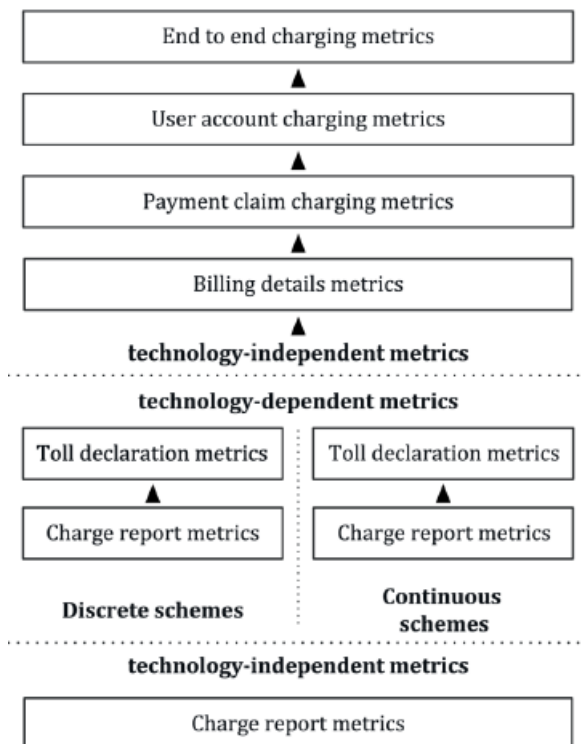 End to end charging metrics
User account charging metrics
Payment claim charging metrics
Billing details metrics
technology-independent metrics
technology-dependent metrics
Toll declaration metrics
Charge report metrics
Discrete schemes
Toll declaration metrics
Charge report metrics
Continuous
schemes
technology-independent metrics
Charge report metrics